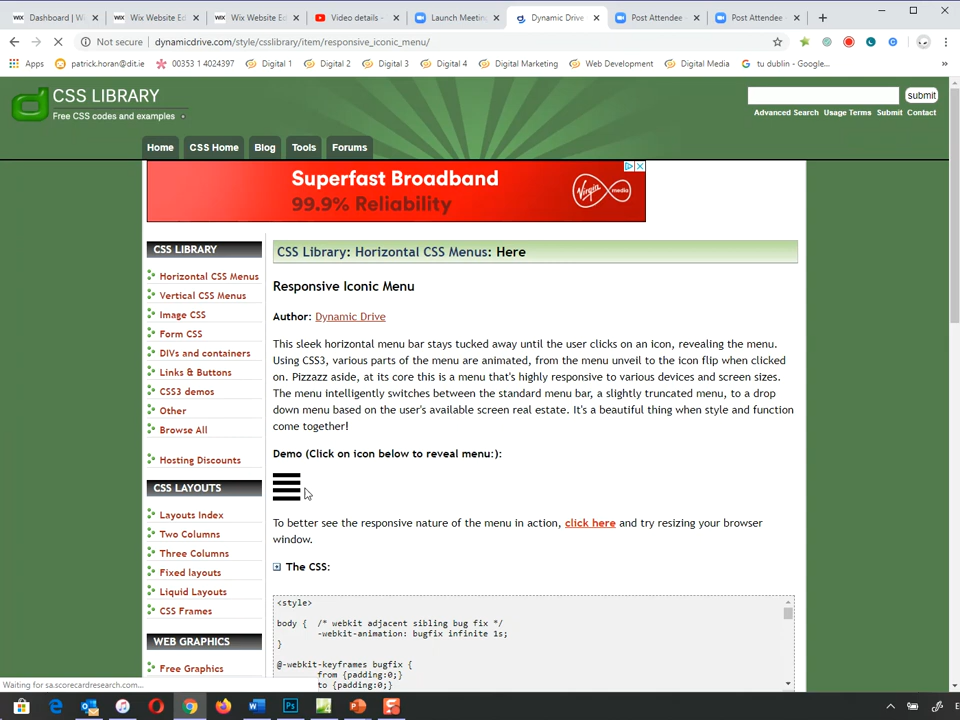 Dashboard | W
Wix Website Ed
Wix Website Ed
Video details -
Launch Meeting
Dynamic Drive
Post Attendee
Post Attendee
Not secure
dynamicdrive.com/style/csslibrary/item/responsive_iconic_menu/
Apps
patrick.horan@dit.ie
00353 1 4024397
Digital 1
Digital 2
Digital 3
Digital 4
Digital Marketing
Web Development
Digital Media
tu dublin - Google...
CSS LIBRARY
Free CSS codes and examples
submit
Advanced Search Usage Terms Submit Contact
Home CSS Home Blog Tools Forums
Superfast Broadband
99.9% Reliability
Virgin
media
CSS LIBRARY
Horizontal CSS Menus
Vertical CSS Menus
Image CSS
Form CSS
DIVs and containers
Links & Buttons
CSS3 demos
Other
Browse All
Hosting Discounts
CSS LAYOUTS
Layouts Index
Two Columns
Three Columns
Fixed layouts
Liquid Layouts
CSS Frames
WEB GRAPHICS
Free Graphics
CSS Library: Horizontal CSS Menus: Here
Responsive Iconic Menu
Author: Dynamic Drive
This sleek horizontal menu bar stays tucked away until the user clicks on an icon, revealing the menu.
Using CSS3, various parts of the menu are animated, from the menu unveil to the icon flip when clicked
on. Pizzazz aside, at its core this is a menu that's highly responsive to various devices and screen sizes.
The menu intelligently switches between the standard menu bar, a slightly truncated menu, to a drop
down menu based on the user's available screen real estate. It's a beautiful thing when style and function
come together!
Demo (Click on icon below to reveal menu:):
To better see the responsive nature of the menu in action, click here and try resizing your browser
window.
The CSS:
<style>
body { /* webkit adjacent sibling bug fix */
-webkit-animation: bugfix infinite 1s;
}
@-webkit-keyframes bugfix {
from {padding:0;}
to {padding:0;}
Waiting for sa.scorecardresearch.com...